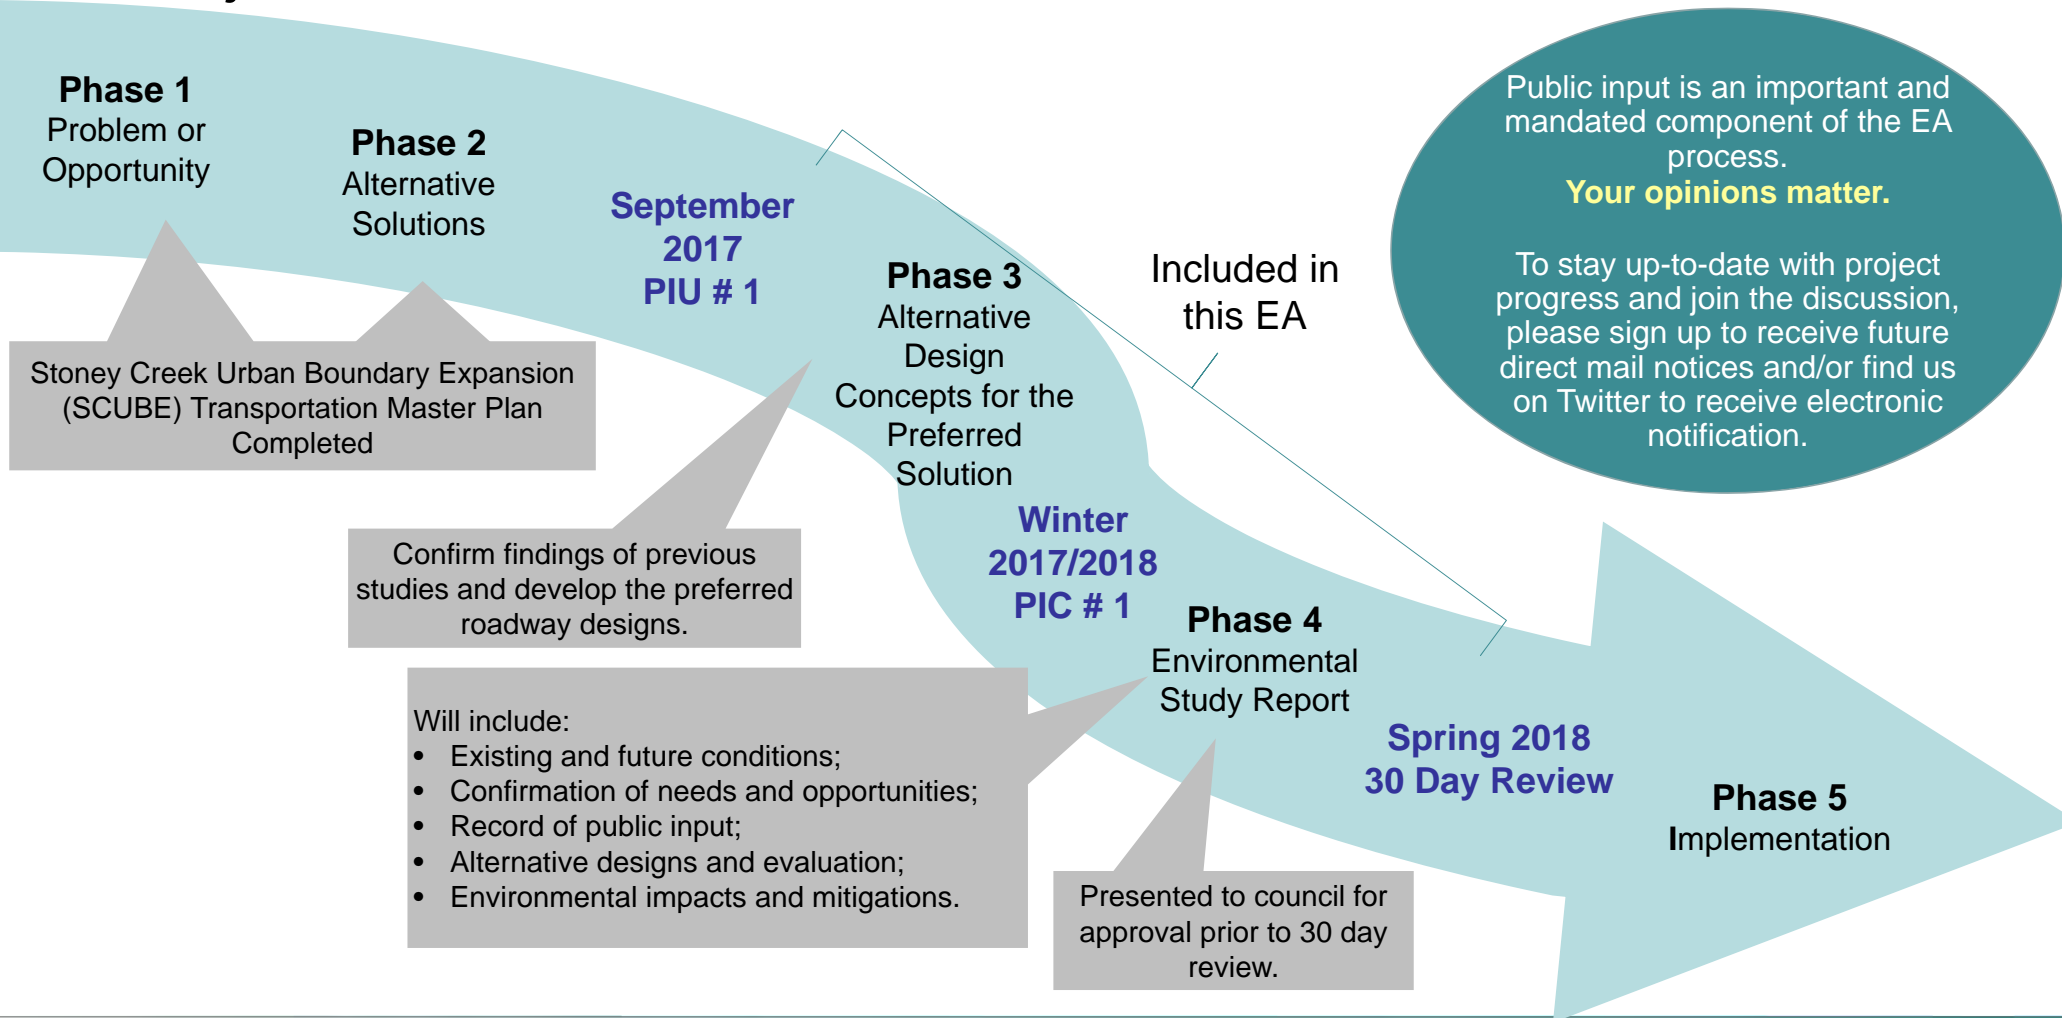 Phase 1
Problem or
Opportunity
Phase 2
Alternative
Solutions
September
2017
PIU # 1
Stoney Creek Urban Boundary Expansion
(SCUBE) Transportation Master Plan
Completed
Phase 3
Alternative
Design
Concepts for the
Preferred
Solution
Included in
this EA
Confirm findings of previous
studies and develop the preferred
roadway designs.
Winter
2017/2018
PIC # 1
Phase 4
Environmental
Study Report
Will include:
• Existing and future conditions;
• Confirmation of needs and opportunities;
• Record of public input;
• Alternative designs and evaluation;
• Environmental impacts and mitigations.
Presented to council for
approval prior to 30 day
review.
Spring 2018
30 Day Review
Phase 5
Implementation
Public input is an important and
mandated component of the EA
process.
Your opinions matter.
To stay up-to-date with project
progress and join the discussion,
please sign up to receive future
direct mail notices and/or find us
on Twitter to receive electronic
notification.